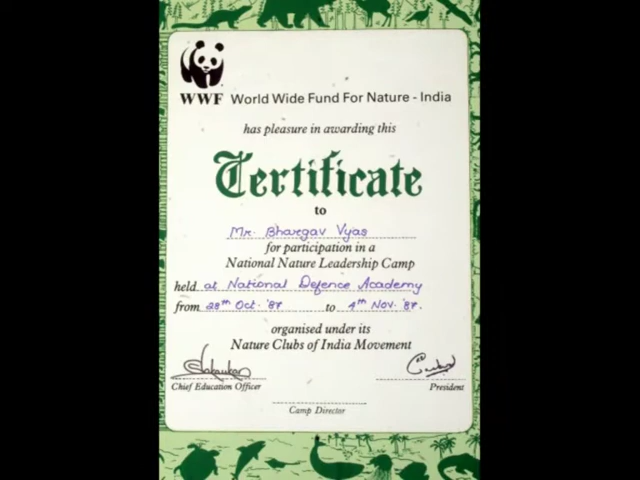 WWF World Wide Fund For Nature - India
has pleasure in awarding this
Certificate
to
Mr. Bhargav Vyas
for participation in a
National Nature Leadership Camp
held at National Defence Academy
from 28th Oct. '87 to 4th Nov. '87.
organised under its
Nature Clubs of India Movement
Chief Education Officer
President
Camp Director